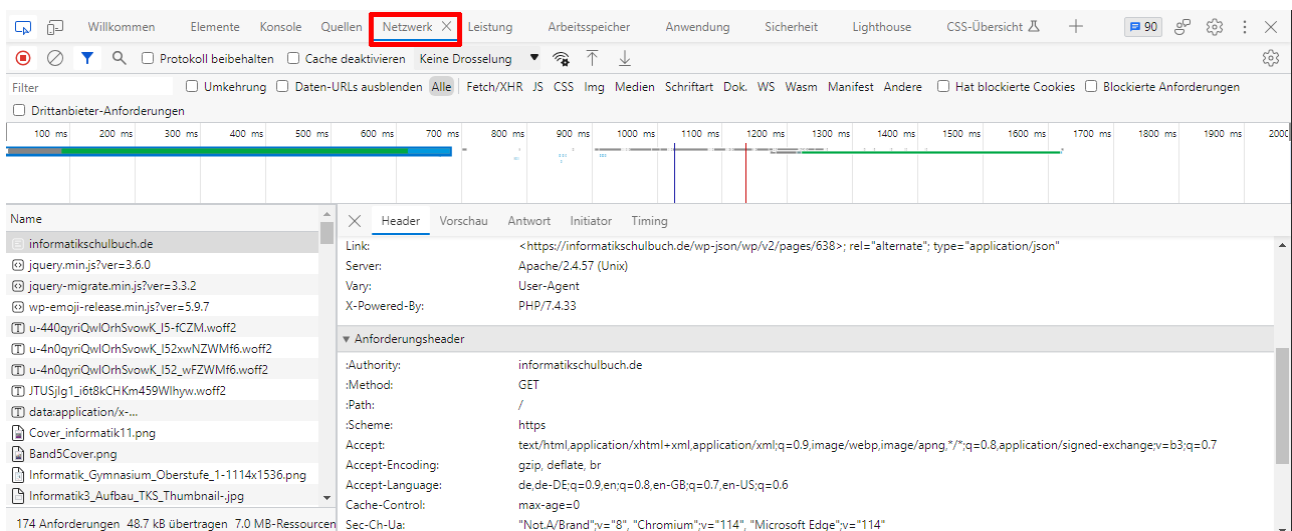 Willkommen Elemente Konsole Quellen Netzwerk Leistung Arbeitsspeicher Anwendung Sicherheit Lighthouse CSS-Übersicht 90
Protokoll beibehalten Cache deaktivieren Keine Drosselung
Filter Umkehrung Daten-URLs ausblenden Alle Fetch/XHR JS CSS Img Medien Schriftart Dok. WS Wasm Manifest Andere Hat blockierte Cookies Blockierte Anforderungen
Drittanbieter-Anforderungen
100 ms 200 ms 300 ms 400 ms 500 ms 600 ms 700 ms 800 ms 900 ms 1000 ms 1100 ms 1200 ms 1300 ms 1400 ms 1500 ms 1600 ms 1700 ms 1800 ms 1900 ms 2000
Name
informatikschulbuch.de
jquery.min.js?ver=3.6.0
jquery-migrate.min.js?ver=3.3.2
wp-emoji-release.min.js?ver=5.9.7
u-440qyriQwlOrhSvowK_l5-fCZM.woff2
u-4n0qyriQwlOrhSvowK_l52xwNZWMf6.woff2
u-4n0qyriQwlOrhSvowK_l52_wFZWMf6.woff2
JTUSjIg1_i6t8kCHKm459Wlhyw.woff2
data:application/x-...
Cover_informatik11.png
Band5Cover.png
Informatik_Gymnasium_Oberstufe_1-1114x1536.png
Informatik3_Aufbau_TKS_Thumbnail-.jpg
174 Anforderungen 48.7 kB übertragen 7.0 MB-Ressourcen
Header Vorschau Antwort Initiator Timing
Link: <https://informatikschulbuch.de/wp-json/wp/v2/pages/638>; rel="alternate"; type="application/json"
Server: Apache/2.4.57 (Unix)
Vary: User-Agent
X-Powered-By: PHP/7.4.33
Anforderungsheader
:Authority: informatikschulbuch.de
:Method: GET
:Path: /
:Scheme: https
Accept: text/html,application/xhtml+xml,application/xml;q=0.9,image/webp,image/apng,*/*;q=0.8,application/signed-exchange;v=b3;q=0.7
Accept-Encoding: gzip, deflate, br
Accept-Language: de,de-DE;q=0.9,en;q=0.8,en-GB;q=0.7,en-US;q=0.6
Cache-Control: max-age=0
Sec-Ch-Ua: "Not.A/Brand";v="8", "Chromium";v="114", "Microsoft Edge";v="114"